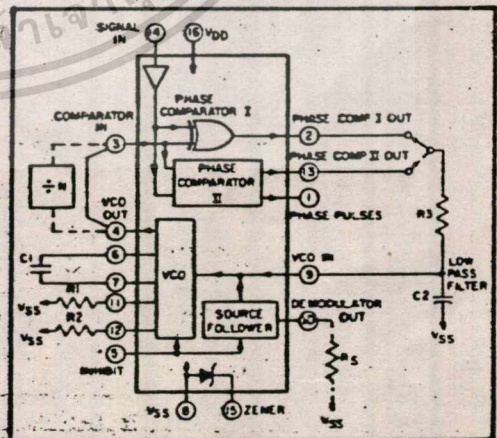 SIGNAL IN
14
16
VDD
PHASE COMPARATOR I
COMPARATOR IN
3
PHASE COMP I OUT
2
PHASE COMP II OUT
13
PHASE COMPARATOR II
÷ N
1
PHASE PULSES
VCO OUT
4
R3
C1
6
7
VCO
VCO IN
9
LOW PASS FILTER
C2
VSS
R1
11
VSS
R2
12
VSS
SOURCE FOLLOWER
DEMODULATOR OUT
RS
VSS
5
INHIBIT
VSS
8
15
ZENER